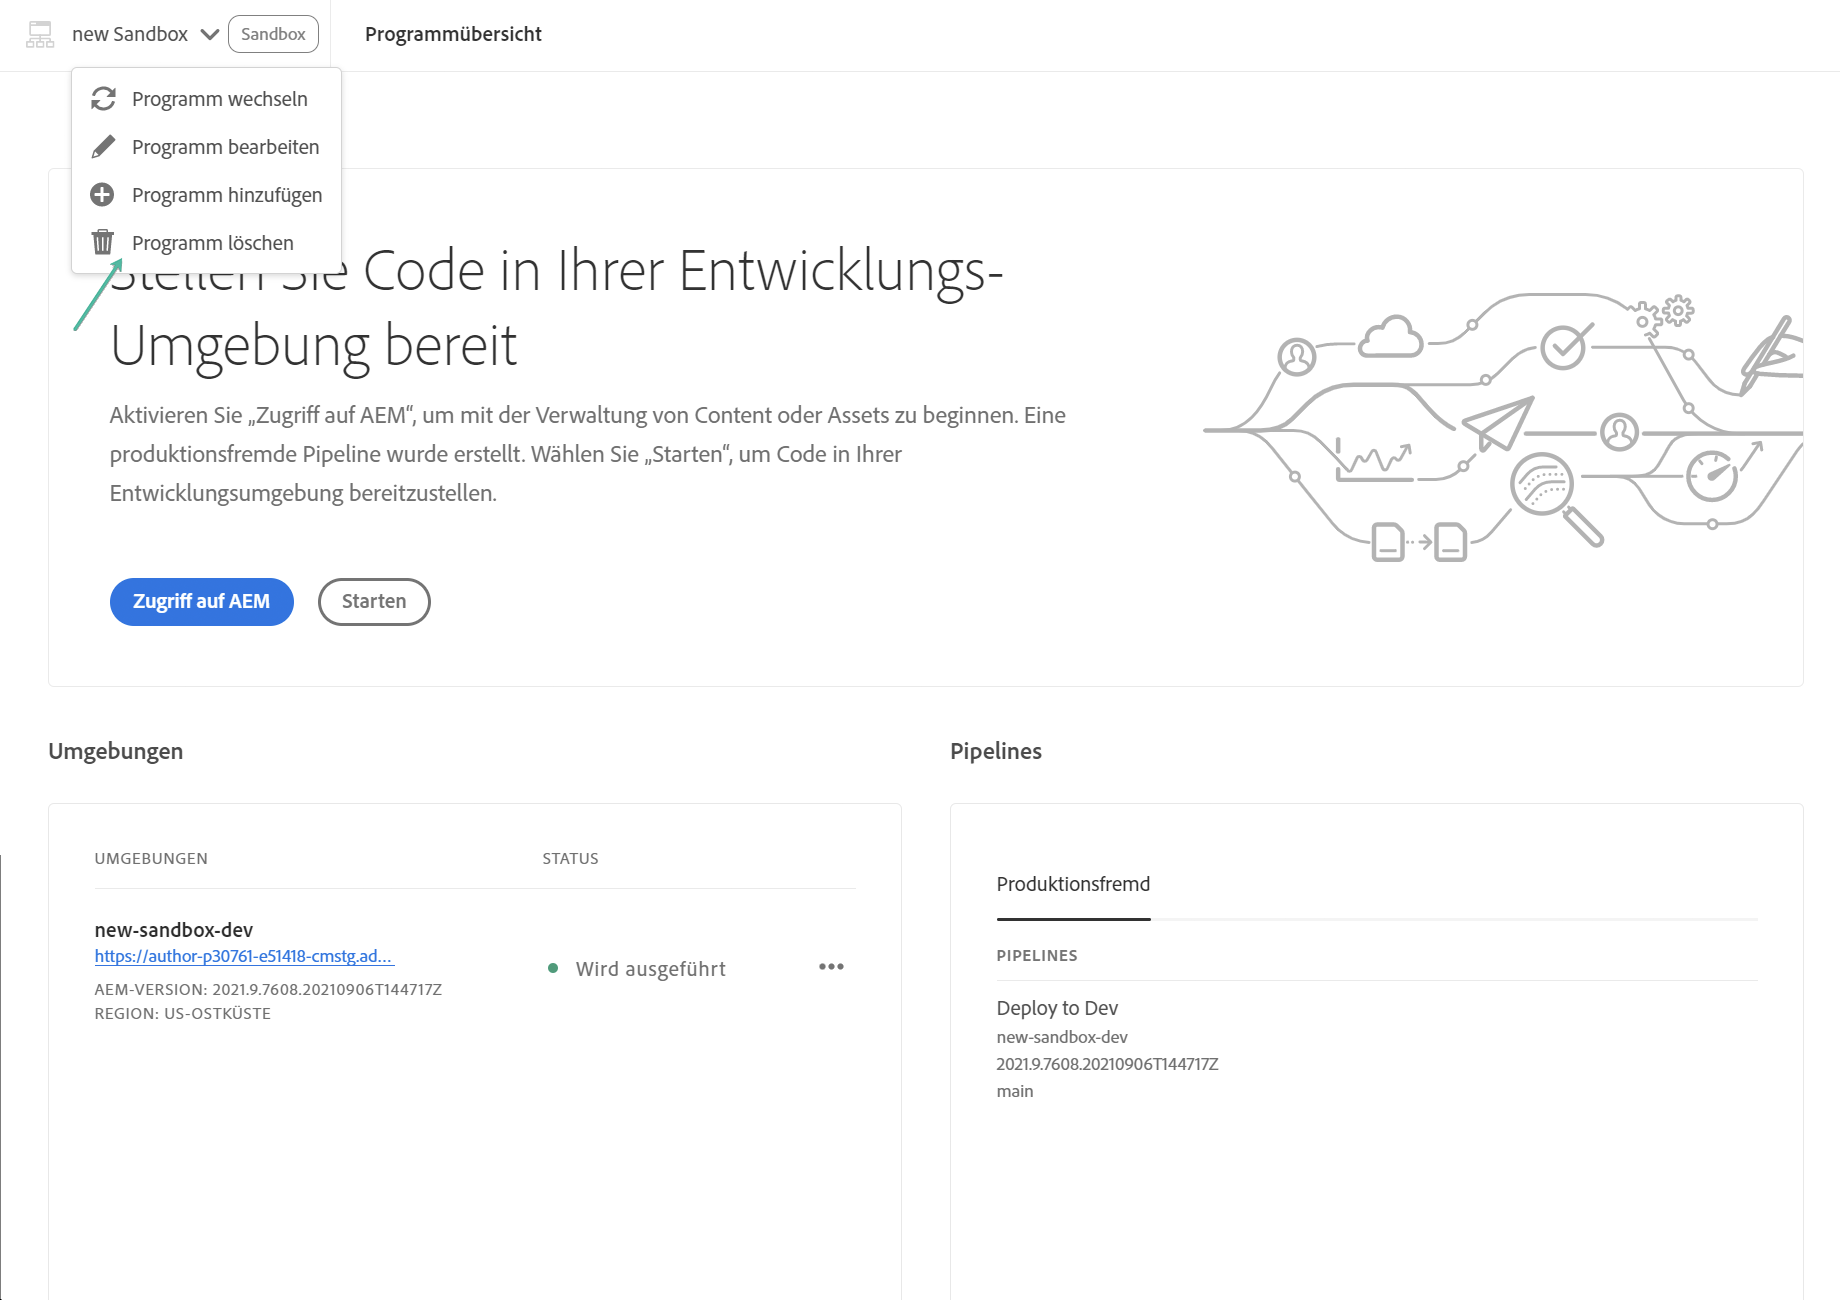 new Sandbox
Sandbox
Programmübersicht
Programm wechseln
Programm bearbeiten
Programm hinzufügen
Programm löschen
Stellen Sie Code in Ihrer Entwicklungs-
Umgebung bereit
Aktivieren Sie „Zugriff auf AEM“, um mit der Verwaltung von Content oder Assets zu beginnen. Eine
produktionsfremde Pipeline wurde erstellt. Wählen Sie „Starten“, um Code in Ihrer
Entwicklungsumgebung bereitzustellen.
Zugriff auf AEM
Starten
Umgebungen
UMGEBUNGEN
STATUS
new-sandbox-dev
https://author-p30761-e51418-cmstg.ad...
Wird ausgeführt
AEM-VERSION: 2021.9.7608.20210906T144717Z
REGION: US-OSTKÜSTE
Pipelines
Produktionsfremd
PIPELINES
Deploy to Dev
new-sandbox-dev
2021.9.7608.20210906T144717Z
main